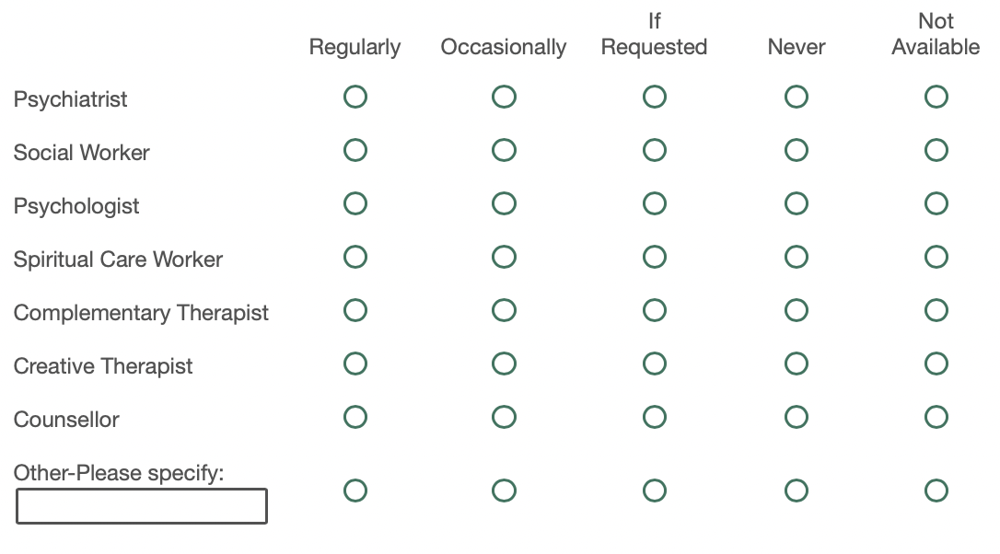 If
Not
Regularly Occasionally Requested Never Available
Psychiatrist
Social Worker
Psychologist
Spiritual Care Worker
Complementary Therapist
Creative Therapist
Counsellor
Other-Please specify: